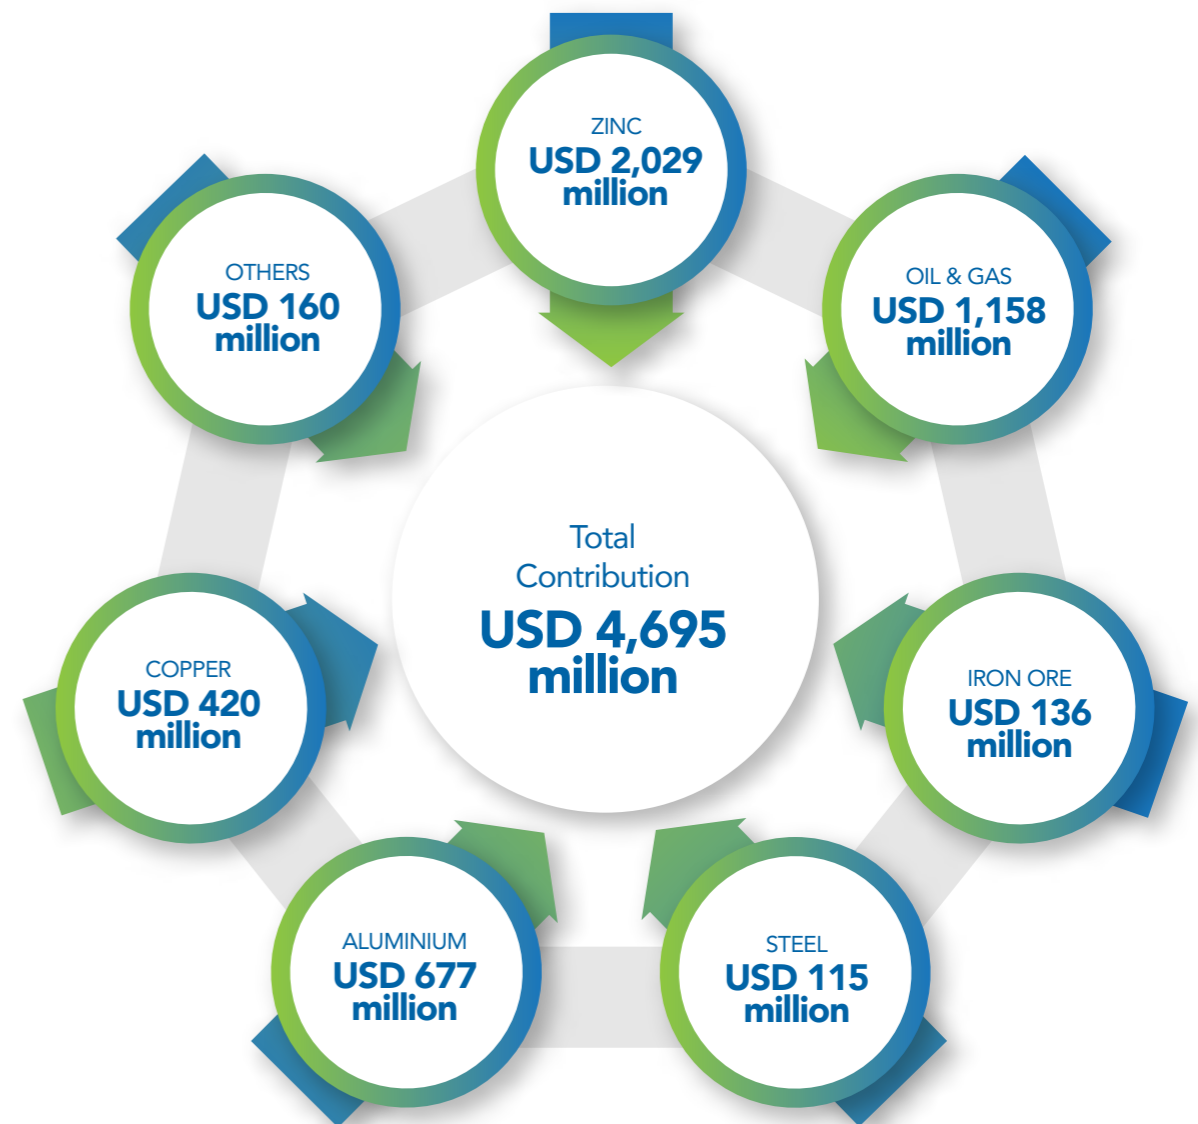 ZINC
USD 2,029
million
OIL & GAS
USD 1,158
million
IRON ORE
USD 136
million
STEEL
USD 115
million
ALUMINIUM
USD 677
million
COPPER
USD 420
million
OTHERS
USD 160
million
Total
Contribution
USD 4,695
million